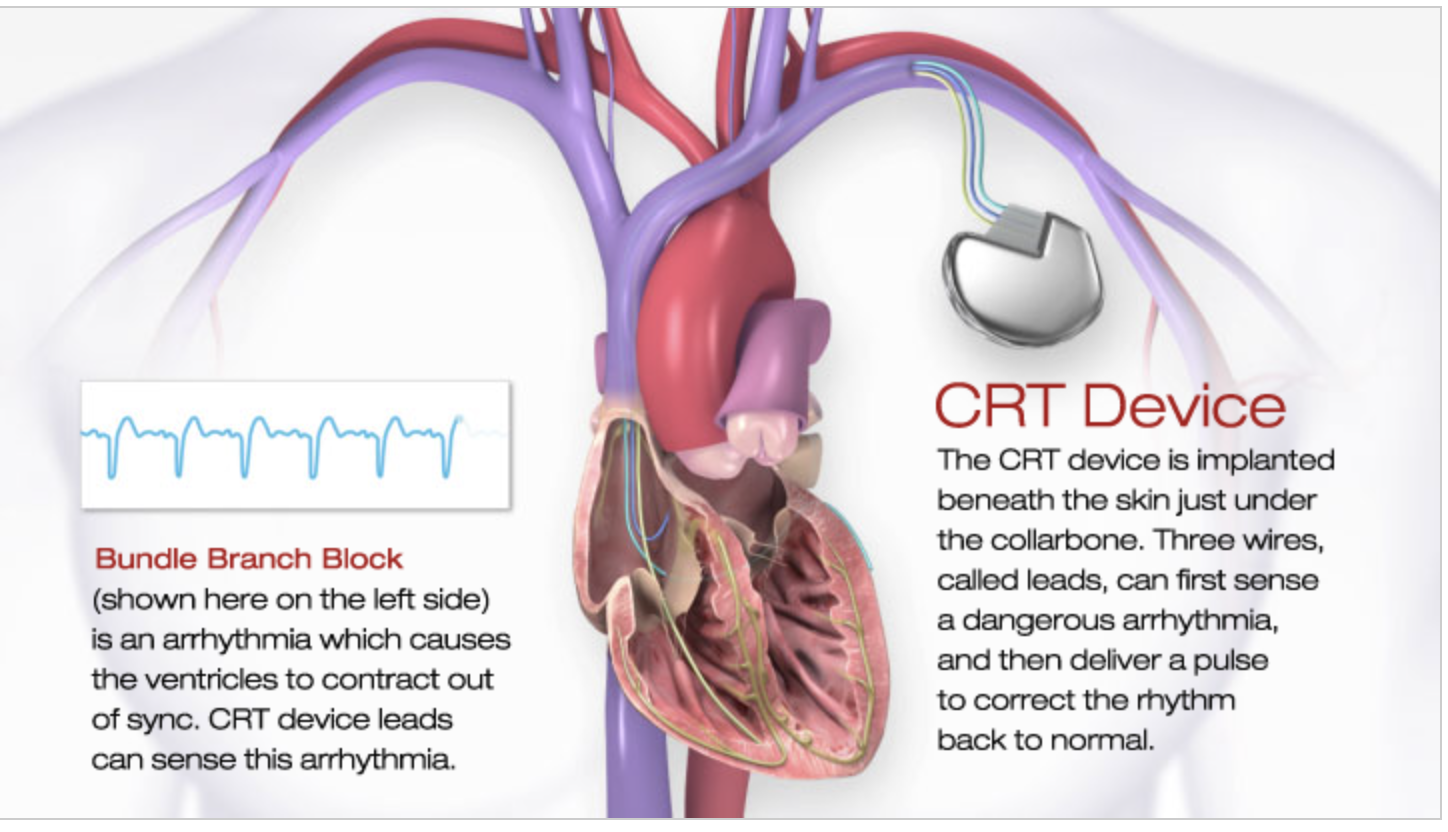 Bundle Branch Block
(shown here on the left side)
is an arrhythmia which causes
the ventricles to contract out
of sync. CRT device leads
can sense this arrhythmia.
CRT Device
The CRT device is implanted
beneath the skin just under
the collarbone. Three wires,
called leads, can first sense
a dangerous arrhythmia,
and then deliver a pulse
to correct the rhythm
back to normal.